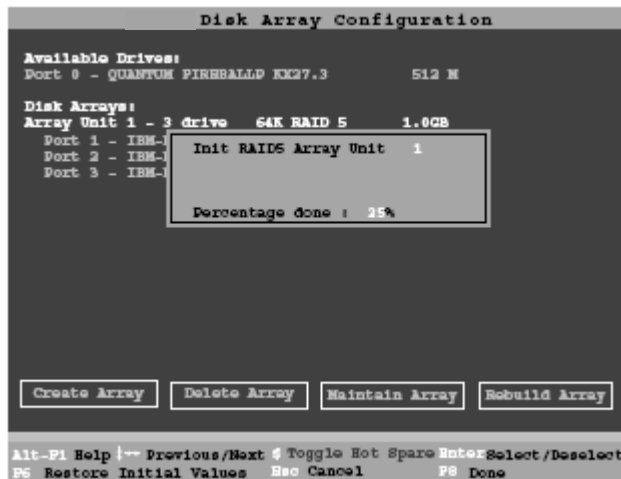 Disk Array Configuration
Available Drives:
Port 0 - QUANTUM FIREBALLP KX27.3 512 M
Disk Arrays:
Array Unit 1 - 3 drive 64K RAID 5 1.0GB
Port 1 - IBM-
Port 2 - IBM-
Port 3 - IBM-
Init RAID5 Array Unit 1
Percentage done : 25%
Create Array Delete Array Maintain Array Rebuild Array
Alt-F1 Help Previous/Next Toggle Hot Spare Enter Select/Deselect
F6 Restore Initial Values Esc Cancel F8 Done